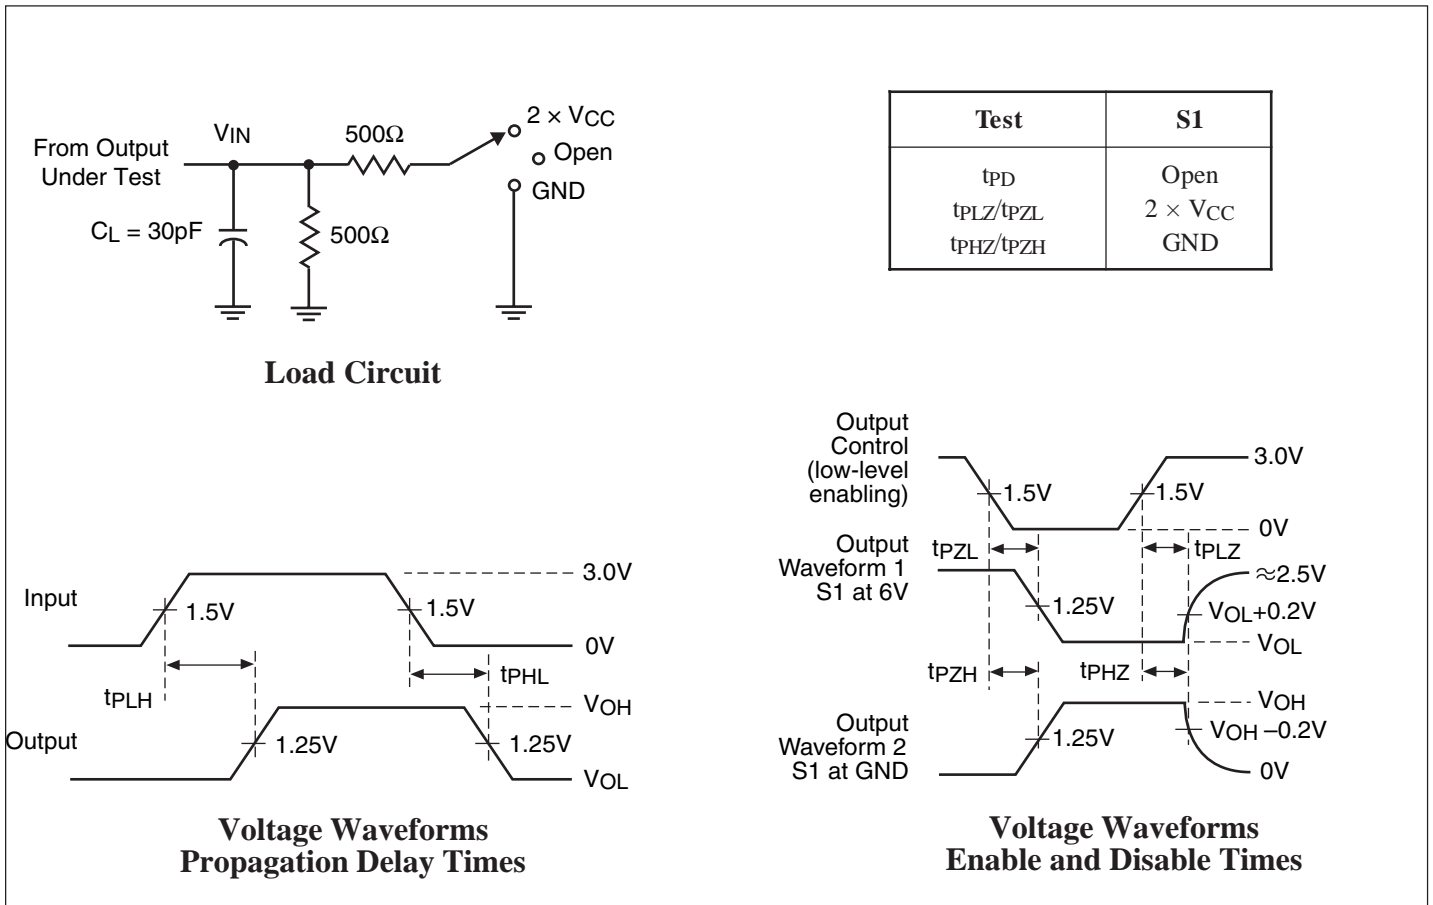 VIN
500Ω
2 × VCC
Open
GND
From Output
Under Test
CL = 30pF
500Ω
Load Circuit
Test S1
tPD Open
tPLZ/tPZL 2 × VCC
tPHZ/tPZH GND
Input
1.5V
1.5V
3.0V
0V
tPLH
tPHL
Output
1.25V
1.25V
VOH
VOL
Voltage Waveforms
Propagation Delay Times
Output
Control
(low-level
enabling)
1.5V
1.5V
3.0V
0V
tPZL
tPLZ
Output
Waveform 1
S1 at 6V
1.25V
≈2.5V
VOL+0.2V
VOL
tPZH
tPHZ
Output
Waveform 2
S1 at GND
1.25V
VOH
VOH –0.2V
0V
Voltage Waveforms
Enable and Disable Times